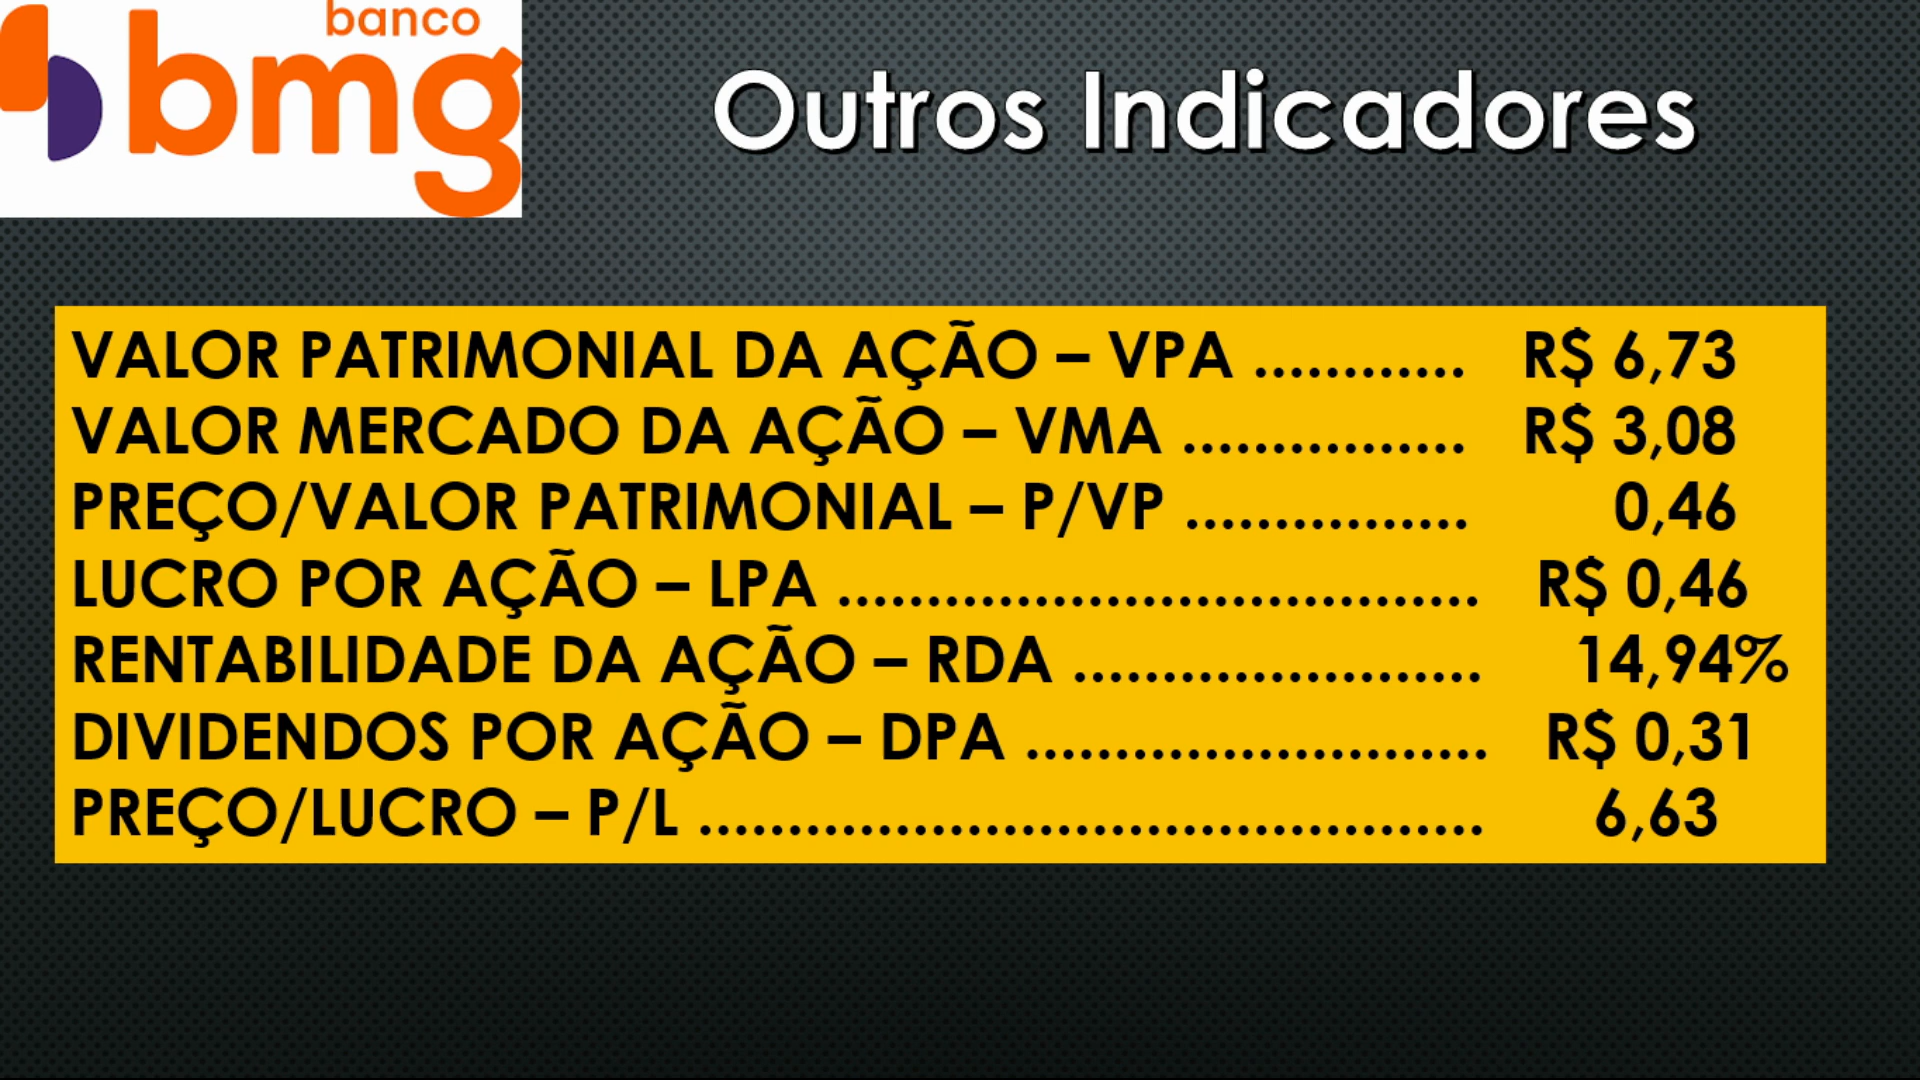 banco
bmg
Outros Indicadores
VALOR PATRIMONIAL DA AÇÃO – VPA ............ R$ 6,73
VALOR MERCADO DA AÇÃO – VMA ................ R$ 3,08
PREÇO/VALOR PATRIMONIAL – P/VP ................ 0,46
LUCRO POR AÇÃO – LPA .................................... R$ 0,46
RENTABILIDADE DA AÇÃO – RDA ....................... 14,94%
DIVIDENDOS POR AÇÃO – DPA .......................... R$ 0,31
PREÇO/LUCRO – P/L ............................................ 6,63